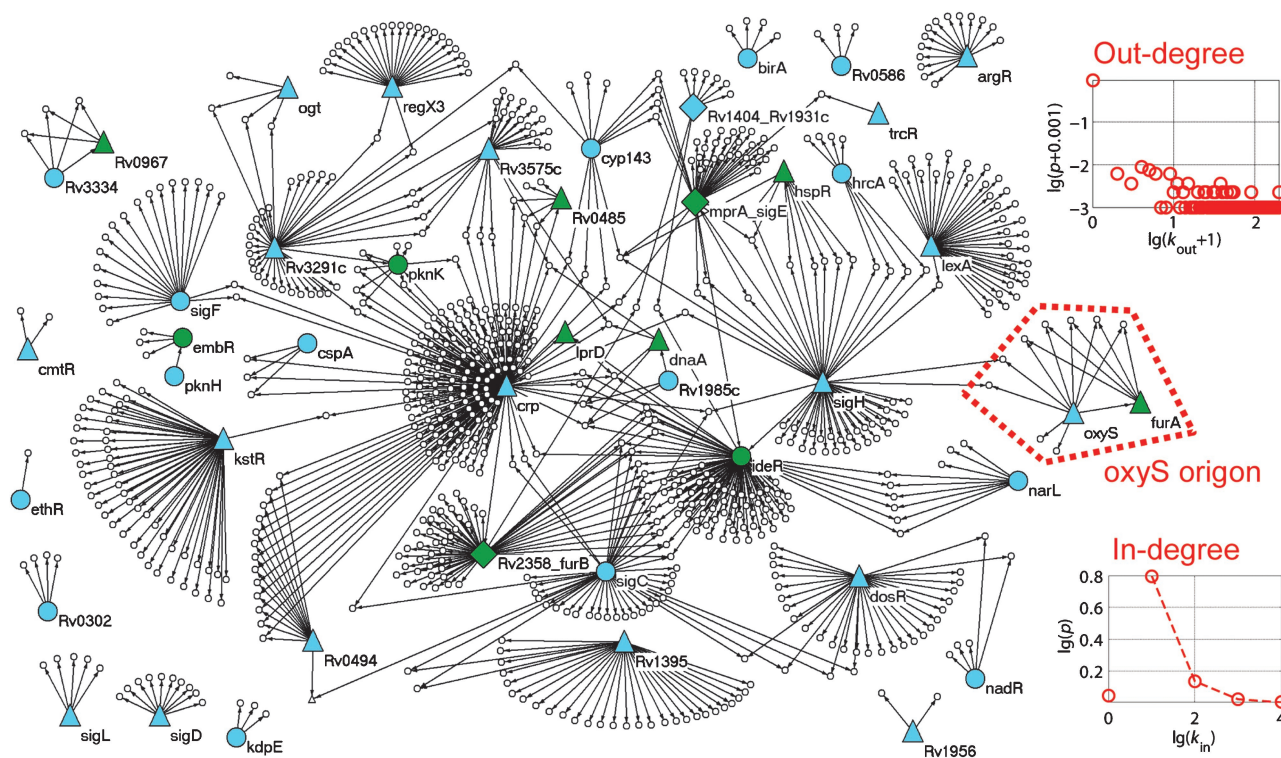 birA
Rv0586
argR
Out-degree
ogt
regX3
Rv1404_Rv1931c
trcR
−1
−2
−3
lg(p+0.001)
0
1
2
lg(k_out+1)
Rv0967
Rv3334
Rv3575c
cyp143
hspR
hrcA
Rv0485
mprA_sigE
Rv3291c
pknK
lexA
sigF
embR
cspA
lprD
dnaA
cmtR
pknH
crp
Rv1985c
sigH
oxyS
furA
oxyS origon
kstR
ideR
narL
ethR
In-degree
Rv2358_furB
sigC
dosR
0.8
0.6
0.4
0.2
lg(p)
0
2
4
lg(k_in)
Rv0302
Rv0494
Rv1395
nadR
sigL
sigD
kdpE
Rv1956